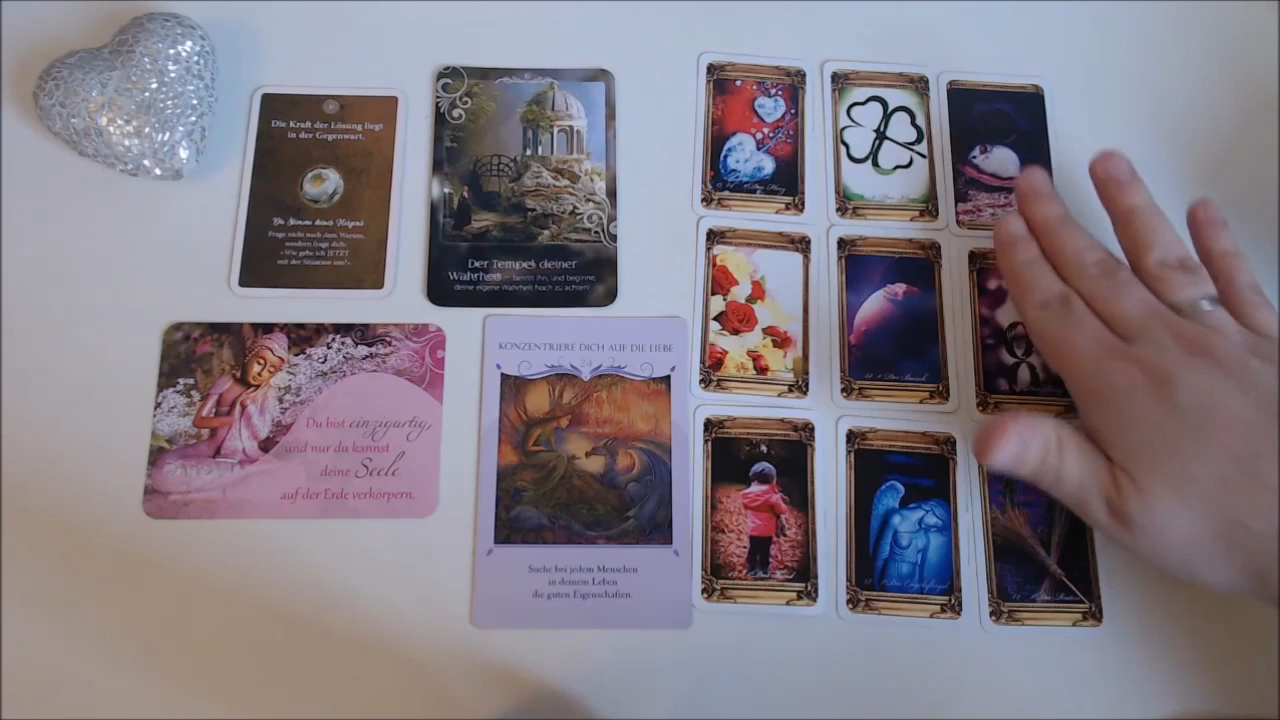 Die Kraft der Lösung liegt
in der Gegenwart.
Die Stimme deines Herzens
Frage nicht nach dem Warum,
sondern frage dich:
»Wie gehe ich JETZT
mit der Situation um?«
Der Tempel deiner
Wahrheit – betritt ihn, und beginne,
deine eigene Wahrheit hoch zu achten!
Du bist einzigartig,
und nur du kannst
deine Seele
auf der Erde verkörpern.
KONZENTRIERE DICH AUF DIE LIEBE
24
Suche bei jedem Menschen
in deinem Leben
die guten Eigenschaften.
Das Herz